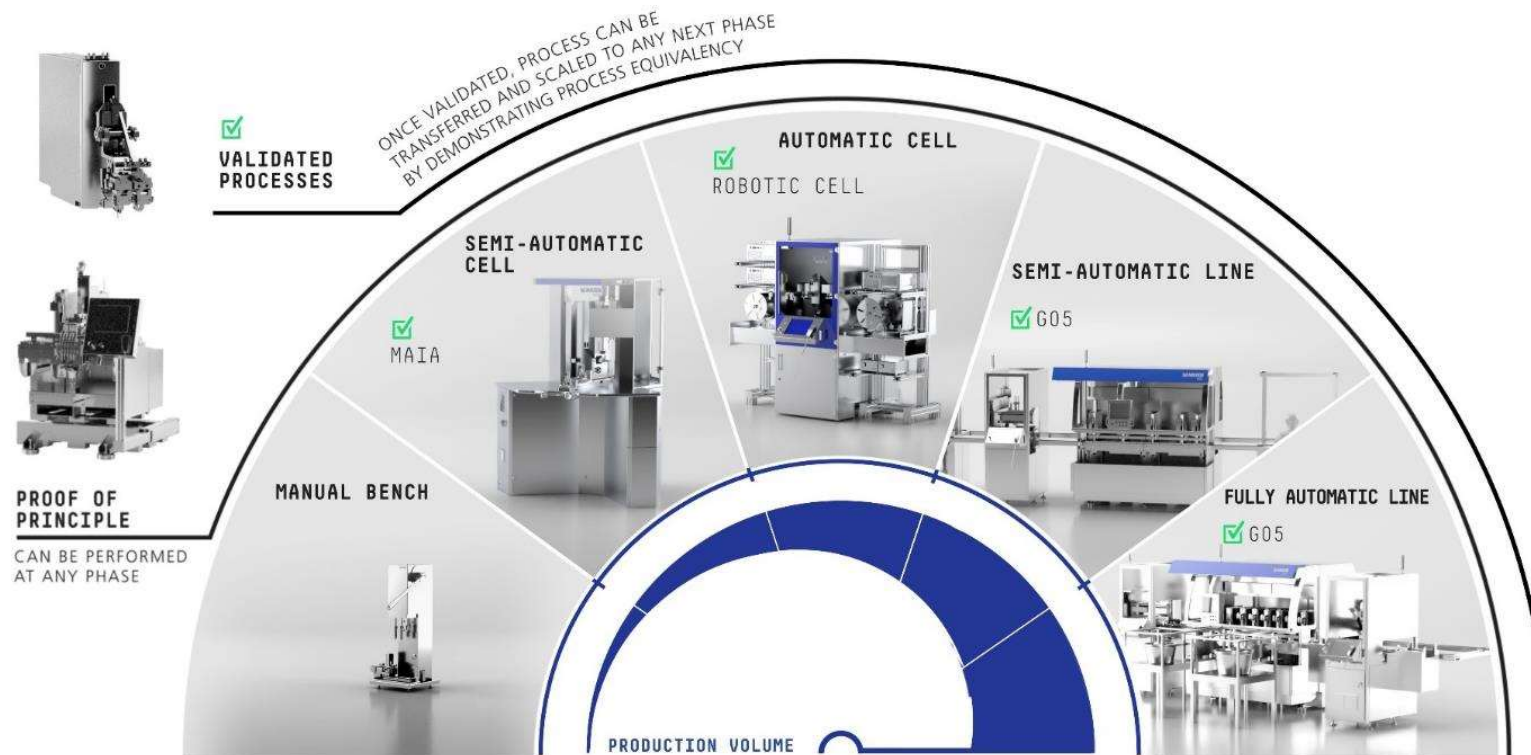 ONCE VALIDATED, PROCESS CAN BE
TRANSFERRED AND SCALED TO ANY NEXT PHASE
BY DEMONSTRATING PROCESS EQUIVALENCY
VALIDATED
PROCESSES
PROOF OF
PRINCIPLE
CAN BE PERFORMED
AT ANY PHASE
MANUAL BENCH
SEMI-AUTOMATIC
CELL
MAIA
AUTOMATIC CELL
ROBOTIC CELL
SEMI-AUTOMATIC LINE
GO5
FULLY AUTOMATIC LINE
GO5
PRODUCTION VOLUME